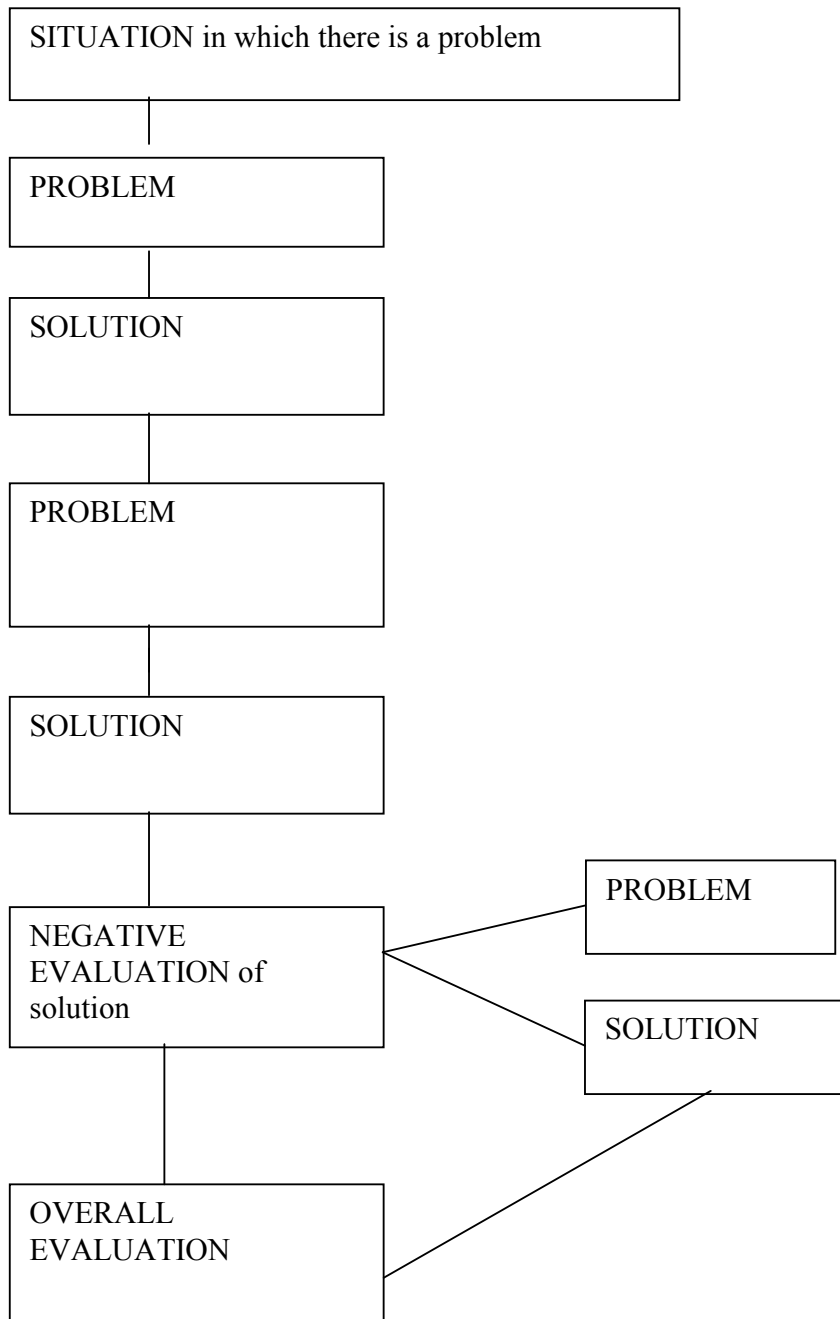 SITUATION in which there is a problem
PROBLEM
SOLUTION
PROBLEM
SOLUTION
NEGATIVE
EVALUATION of
solution
PROBLEM
SOLUTION
OVERALL
EVALUATION